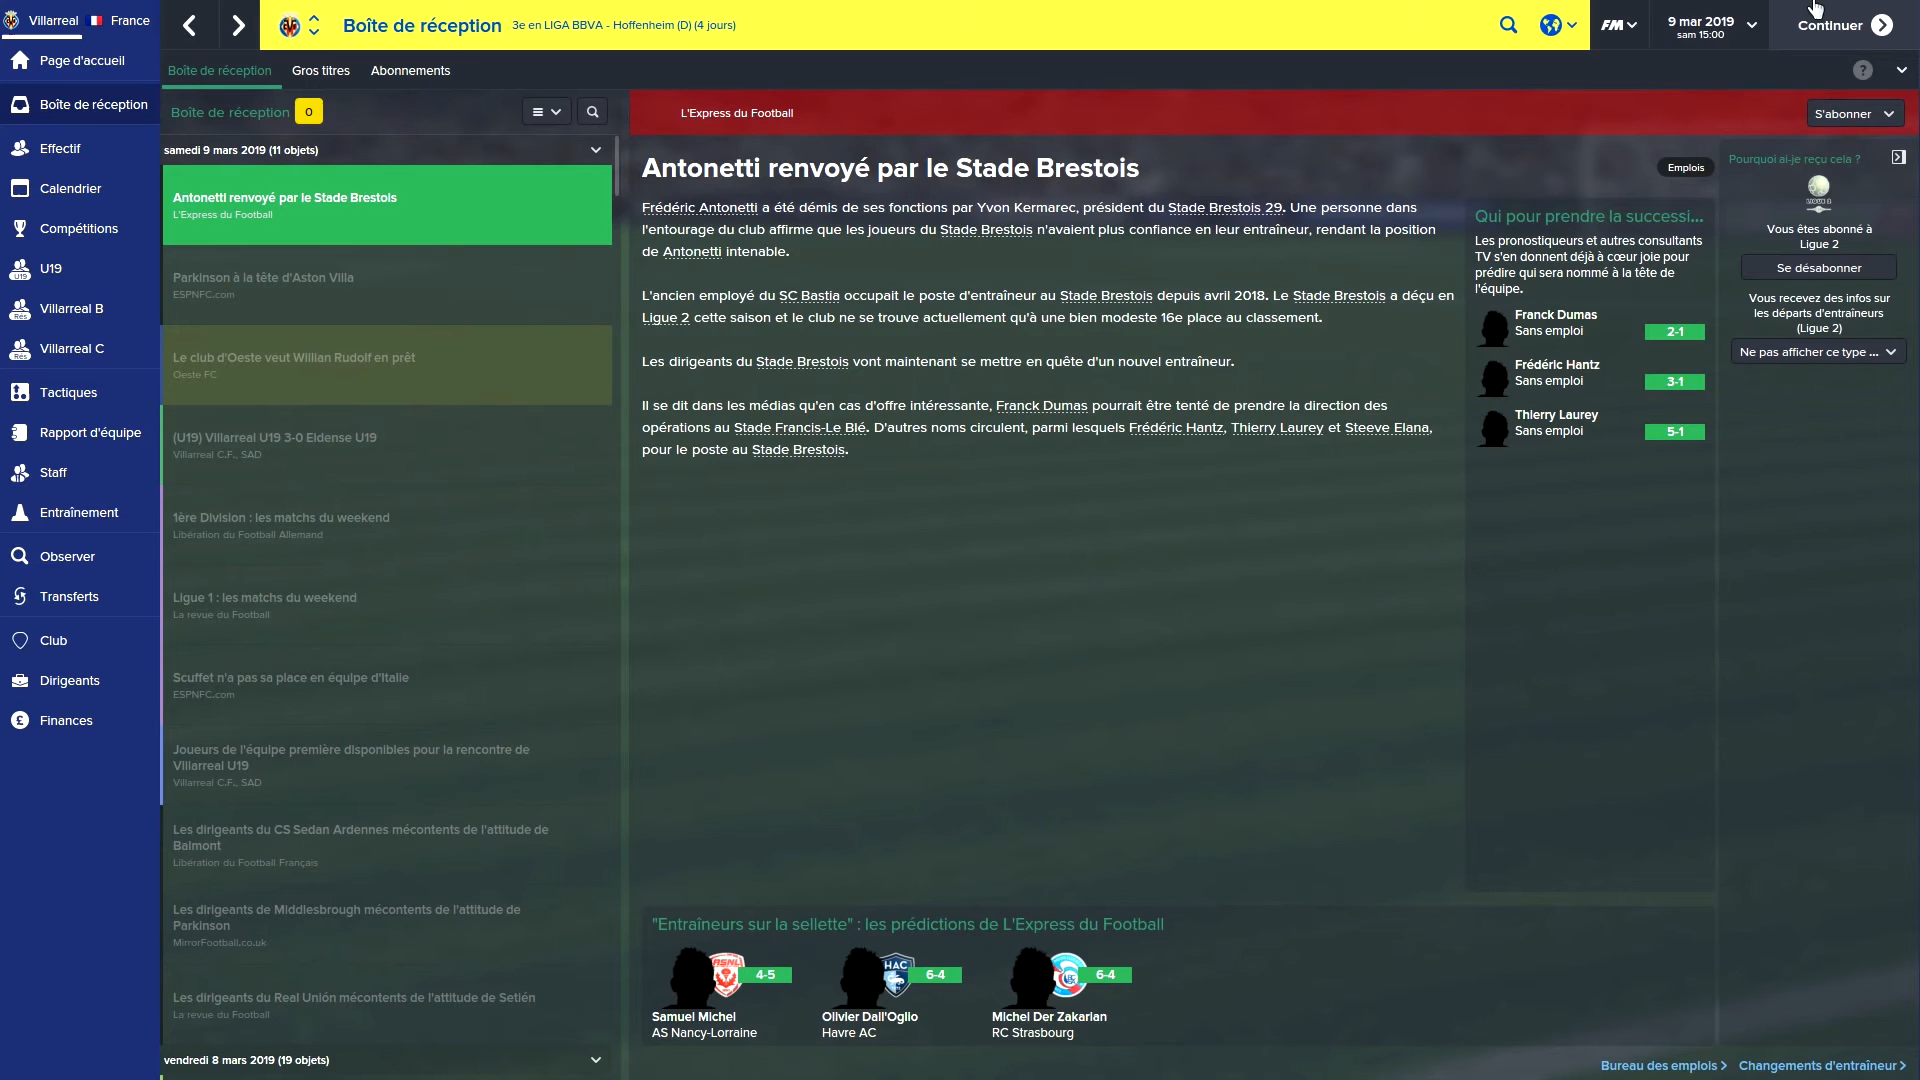 Villarreal
France
Boîte de réception
3e en LIGA BBVA - Hoffenheim (D) (4 jours)
FM
9 mar 2019
sam 15:00
Continuer
Page d'accueil
Boîte de réception
Effectif
Calendrier
Compétitions
U19
U19
Villarreal B
Rés
Villarreal C
Rés
Tactiques
Rapport d'équipe
Staff
Entraînement
Observer
Transferts
Club
Dirigeants
Finances
Boîte de réception
Gros titres
Abonnements
?
Boîte de réception
0
samedi 9 mars 2019 (11 objets)
Antonetti renvoyé par le Stade Brestois
L'Express du Football
Parkinson à la tête d'Aston Villa
ESPNFC.com
Le club d'Oeste veut Willian Rudolf en prêt
Oeste FC
(U19) Villarreal U19 3-0 Eldense U19
Villarreal C.F., SAD
1ère Division : les matchs du weekend
Libération du Football Allemand
Ligue 1 : les matchs du weekend
La revue du Football
Scuffet n'a pas sa place en équipe d'Italie
ESPNFC.com
Joueurs de l'équipe première disponibles pour la rencontre de
Villarreal U19
Villarreal C.F., SAD
Les dirigeants du CS Sedan Ardennes mécontents de l'attitude de
Balmont
Libération du Football Français
Les dirigeants de Middlesbrough mécontents de l'attitude de
Parkinson
MirrorFootball.co.uk
Les dirigeants du Real Unión mécontents de l'attitude de Setién
La revue du Football
vendredi 8 mars 2019 (19 objets)
L'Express du Football
S'abonner
Antonetti renvoyé par le Stade Brestois
Emplois
Frédéric Antonetti a été démis de ses fonctions par Yvon Kermarec, président du Stade Brestois 29. Une personne dans
l'entourage du club affirme que les joueurs du Stade Brestois n'avaient plus confiance en leur entraîneur, rendant la position
de Antonetti intenable.
L'ancien employé du SC Bastia occupait le poste d'entraîneur au Stade Brestois depuis avril 2018. Le Stade Brestois a déçu en
Ligue 2 cette saison et le club ne se trouve actuellement qu'à une bien modeste 16e place au classement.
Les dirigeants du Stade Brestois vont maintenant se mettre en quête d'un nouvel entraîneur.
Il se dit dans les médias qu'en cas d'offre intéressante, Franck Dumas pourrait être tenté de prendre la direction des
opérations au Stade Francis-Le Blé. D'autres noms circulent, parmi lesquels Frédéric Hantz, Thierry Laurey et Steeve Elana,
pour le poste au Stade Brestois.
Qui pour prendre la successi...
Les pronostiqueurs et autres consultants
TV s'en donnent déjà à cœur joie pour
prédire qui sera nommé à la tête de
l'équipe.
Franck Dumas
Sans emploi
2-1
Frédéric Hantz
Sans emploi
3-1
Thierry Laurey
Sans emploi
5-1
Pourquoi ai-je reçu cela ?
LIGUE 2
Vous êtes abonné à
Ligue 2
Se désabonner
Vous recevez des infos sur
les départs d'entraîneurs
(Ligue 2)
Ne pas afficher ce type ...
"Entraîneurs sur la sellette" : les prédictions de L'Express du Football
ASNL
4-5
Samuel Michel
AS Nancy-Lorraine
HAC
6-4
Olivier Dall'Oglio
Havre AC
6-4
Michel Der Zakarian
RC Strasbourg
Bureau des emplois >
Changements d'entraîneur >